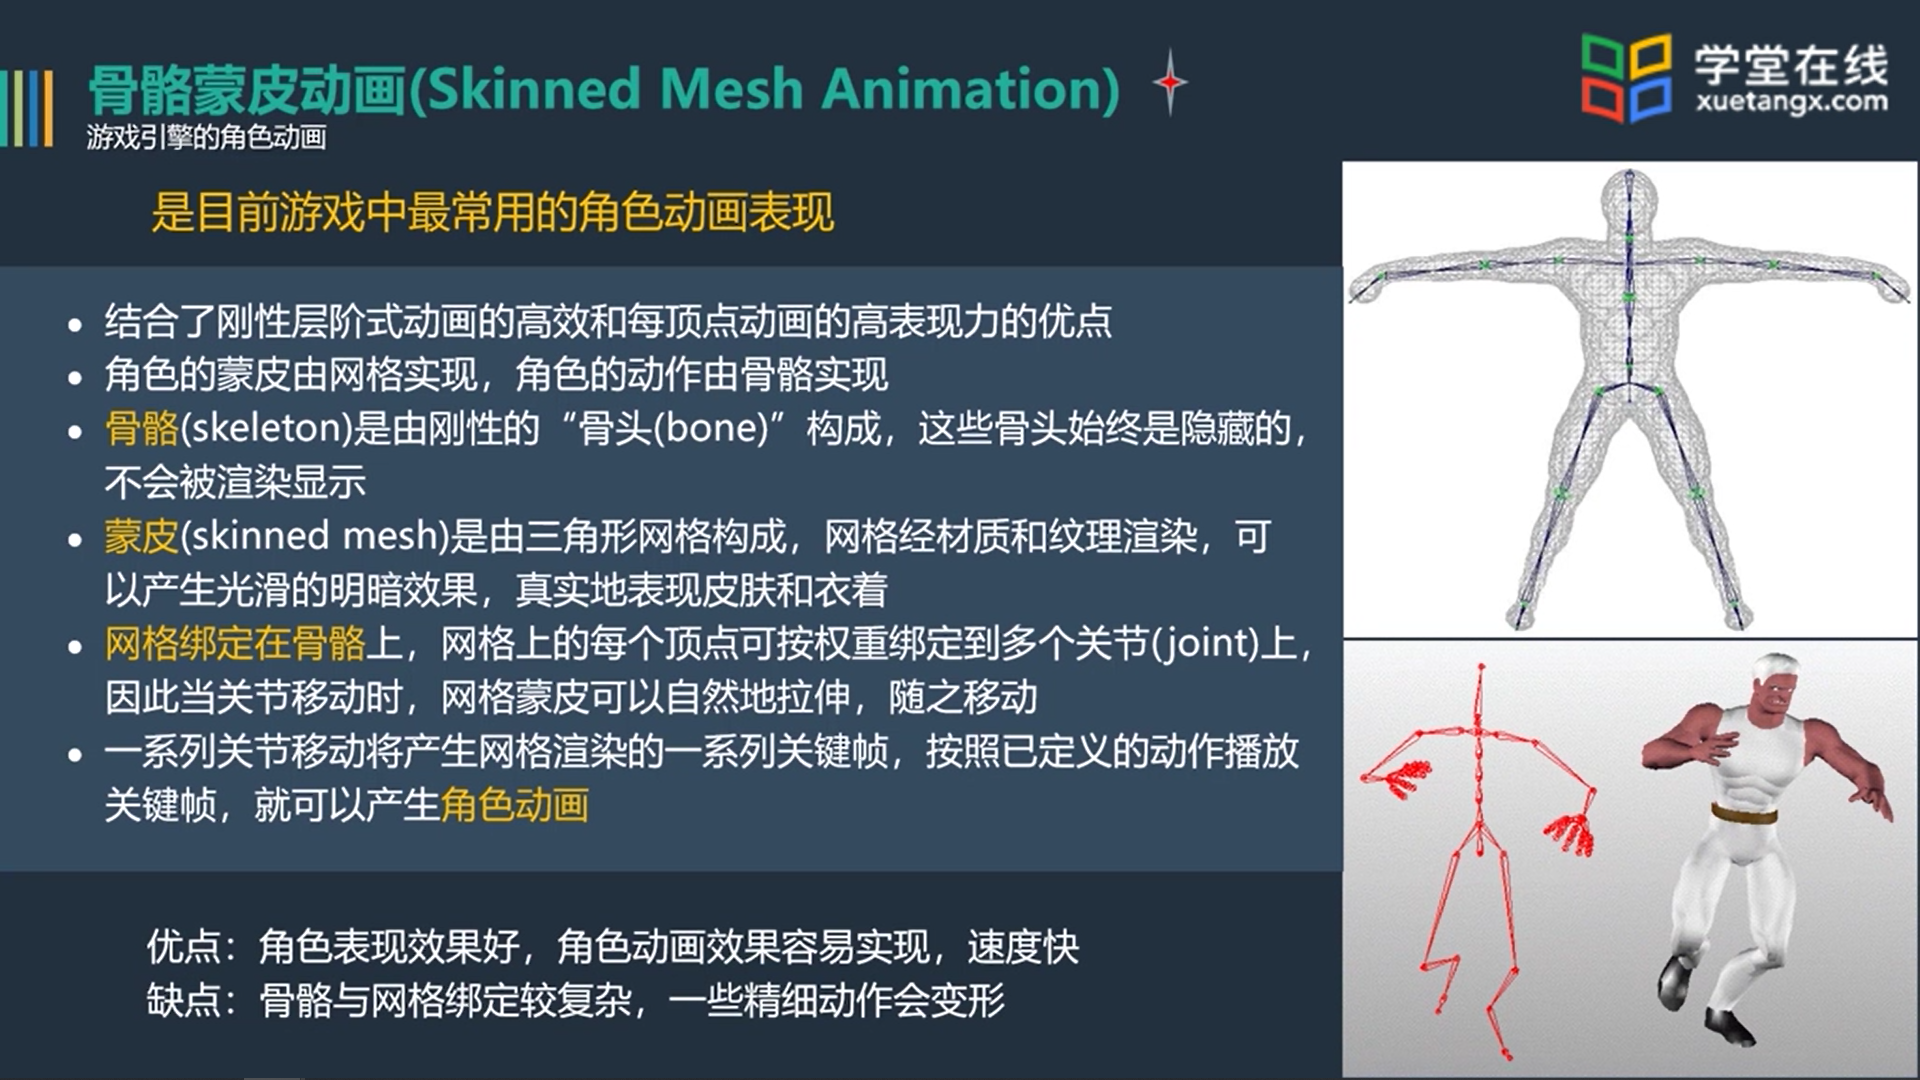 骨骼蒙皮动画(Skinned Mesh Animation)
游戏引擎的角色动画
学堂在线
xuetangx.com
是目前游戏中最常用的角色动画表现
• 结合了刚性层阶式动画的高效和每顶点动画的高表现力的优点
• 角色的蒙皮由网格实现，角色的动作由骨骼实现
• 骨骼(skeleton)是由刚性的“骨头(bone)”构成，这些骨头始终是隐藏的，
不会被渲染显示
• 蒙皮(skinned mesh)是由三角形网格构成，网格经材质和纹理渲染，可
以产生光滑的明暗效果，真实地表现皮肤和衣着
• 网格绑定在骨骼上，网格上的每个顶点可按权重绑定到多个关节(joint)上，
因此当关节移动时，网格蒙皮可以自然地拉伸，随之移动
• 一系列关节移动将产生网格渲染的一系列关键帧，按照已定义的动作播放
关键帧，就可以产生角色动画
优点：角色表现效果好，角色动画效果容易实现，速度快
缺点：骨骼与网格绑定较复杂，一些精细动作会变形